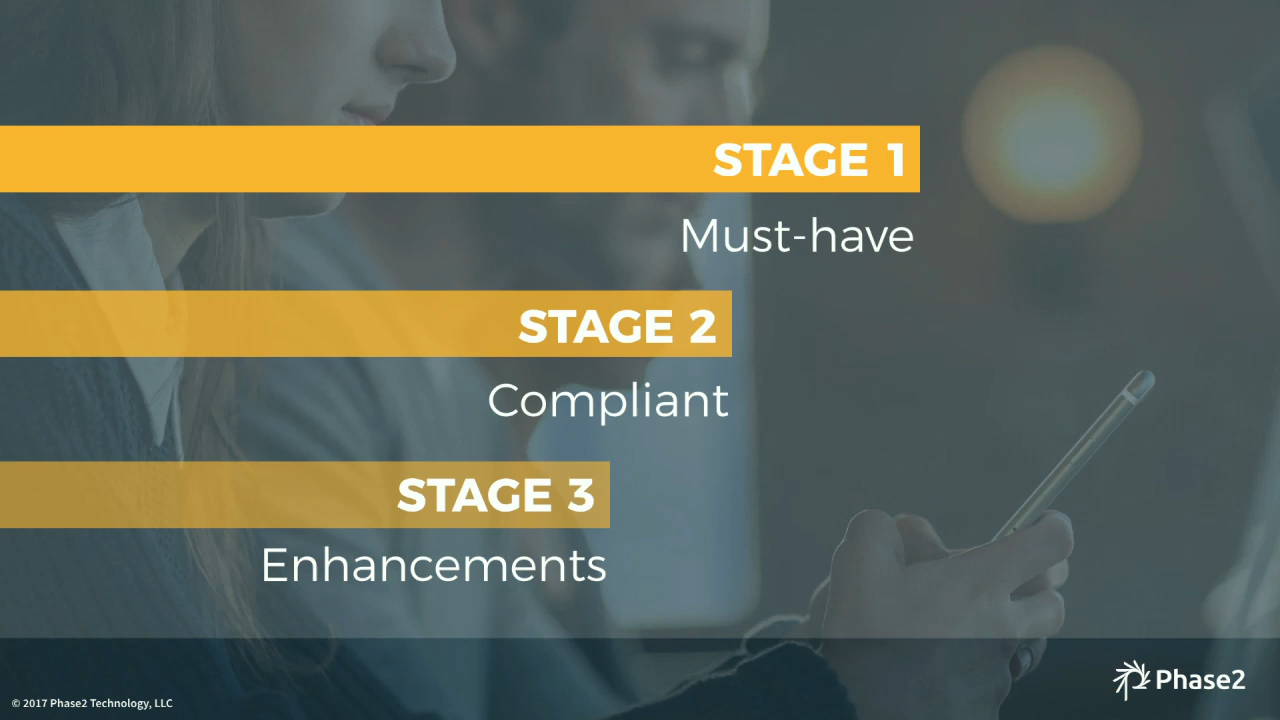 STAGE 1
Must-have
STAGE 2
Compliant
STAGE 3
Enhancements
Phase2
© 2017 Phase2 Technology, LLC